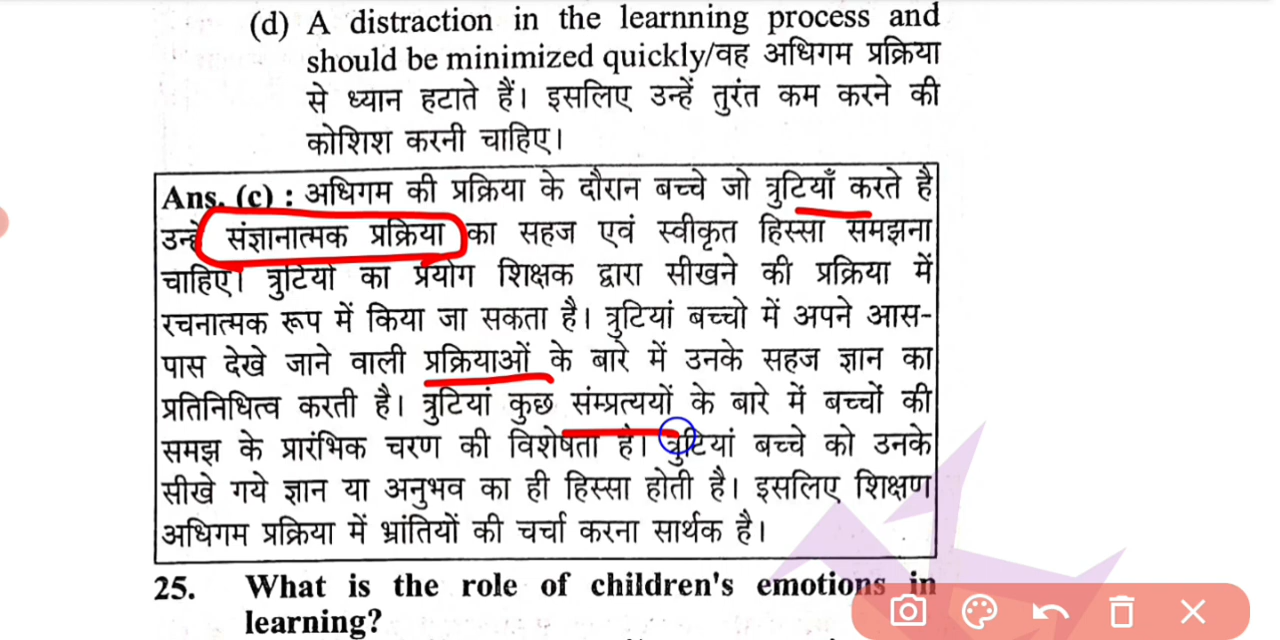 (d) A distraction in the learnning process and
should be minimized quickly/वह अधिगम प्रक्रिया
से ध्यान हटाते हैं। इसलिए उन्हें तुरंत कम करने की
कोशिश करनी चाहिए।
Ans. (c) : अधिगम की प्रक्रिया के दौरान बच्चे जो त्रुटियाँ करते है
उन्हे संज्ञानात्मक प्रक्रिया का सहज एवं स्वीकृत हिस्सा समझना
चाहिए। त्रुटियों का प्रयोग शिक्षक द्वारा सीखने की प्रक्रिया में
रचनात्मक रूप में किया जा सकता है। त्रुटियां बच्चो में अपने आस-
पास देखे जाने वाली प्रक्रियाओं के बारे में उनके सहज ज्ञान का
प्रतिनिधित्व करती है। त्रुटियां कुछ संम्प्रत्ययों के बारे में बच्चों की
समझ के प्रारंभिक चरण की विशेषता है। त्रुटियां बच्चे को उनके
सीखे गये ज्ञान या अनुभव का ही हिस्सा होती है। इसलिए शिक्षण
अधिगम प्रक्रिया में भ्रांतियों की चर्चा करना सार्थक है।
25. What is the role of children's emotions in
learning?